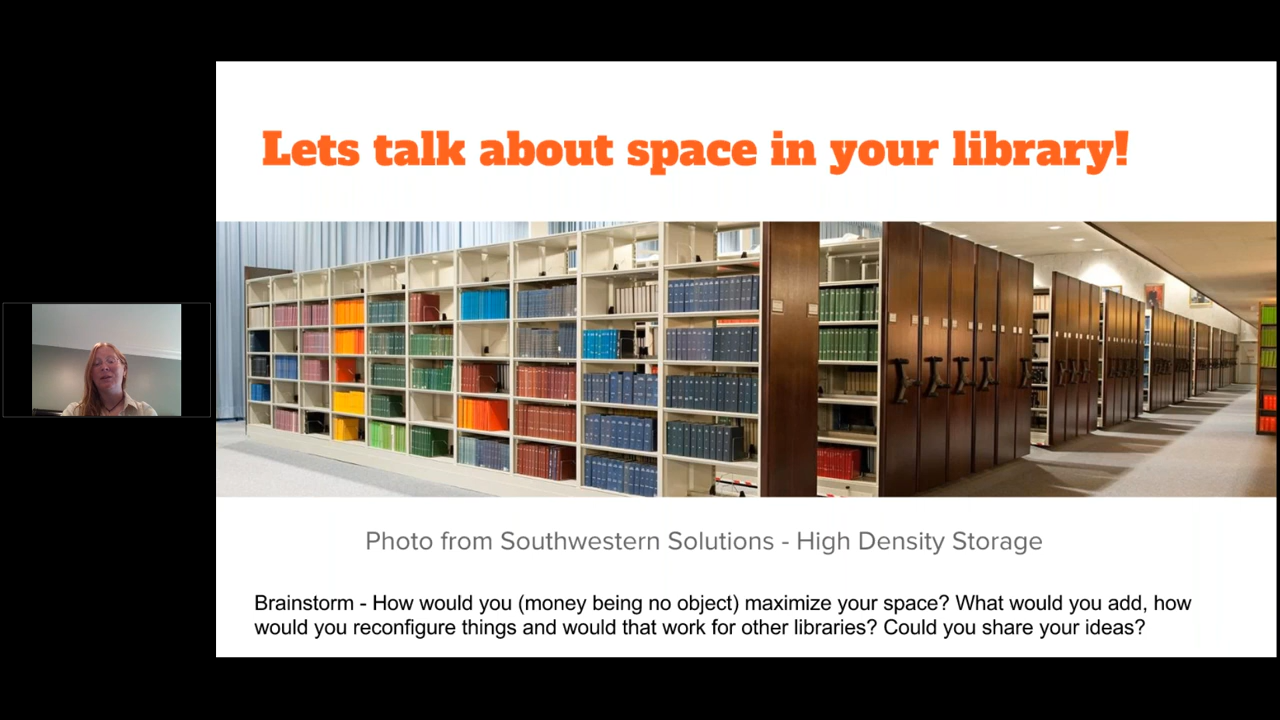 Lets talk about space in your library!
Photo from Southwestern Solutions - High Density Storage
Brainstorm - How would you (money being no object) maximize your space? What would you add, how
would you reconfigure things and would that work for other libraries? Could you share your ideas?